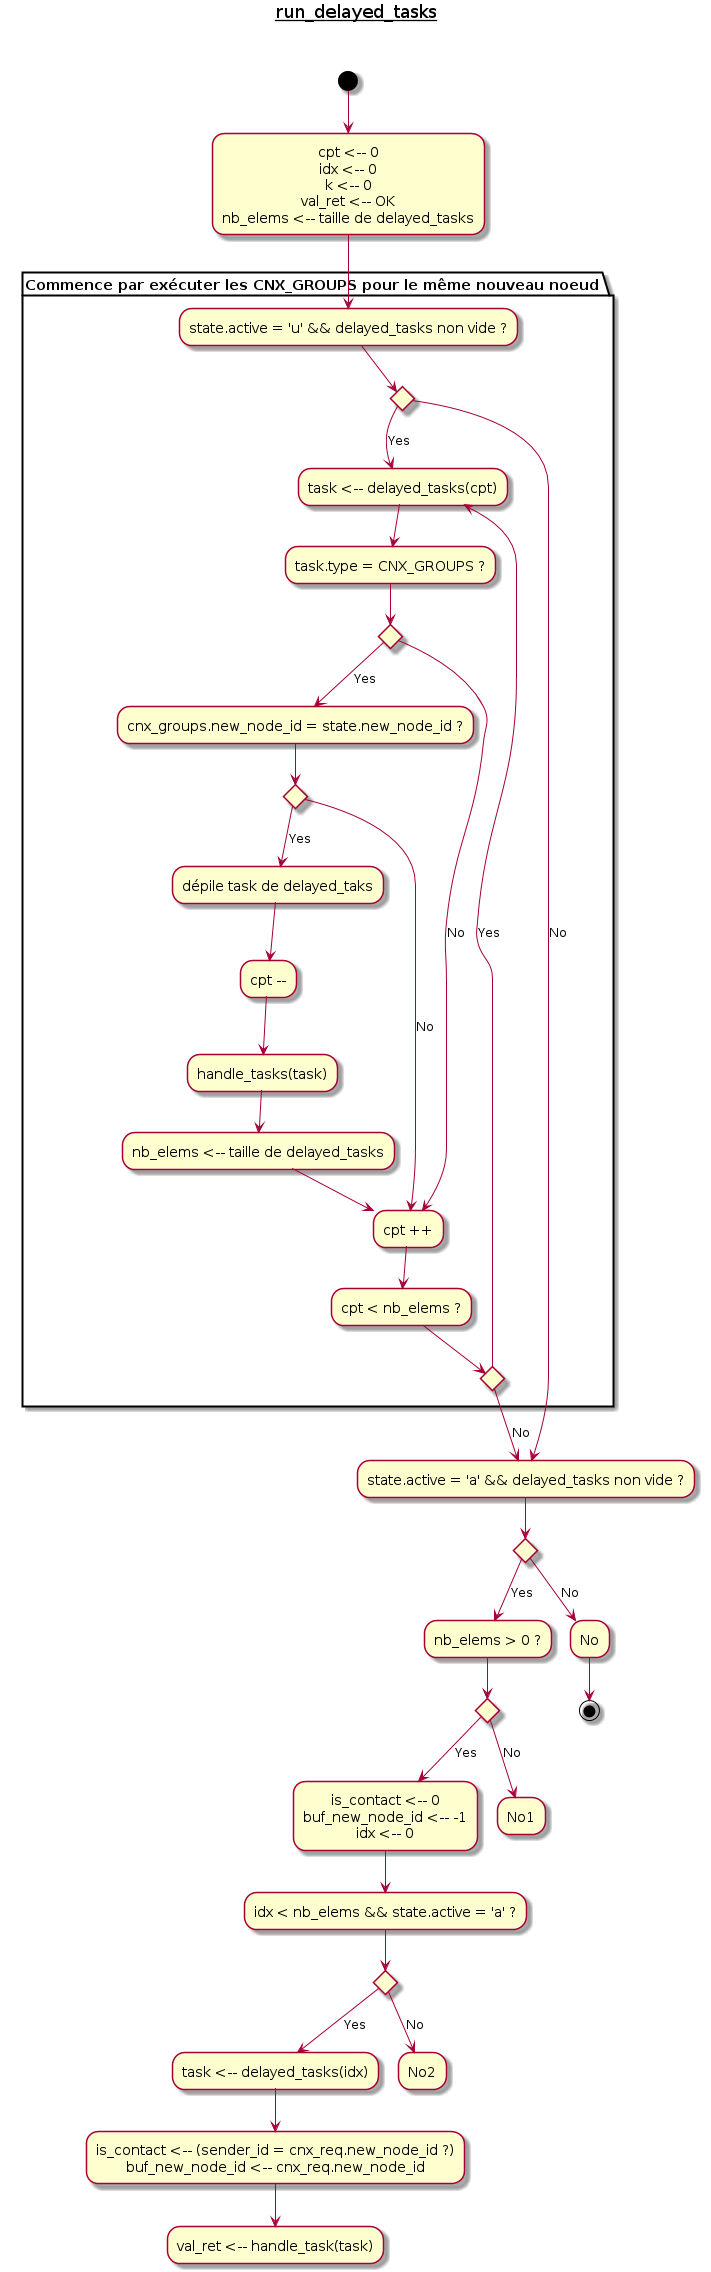 run_delayed_tasks
cpt <-- 0
idx <-- 0
k <-- 0
val_ret <-- OK
nb_elems <-- taille de delayed_tasks
Commence par exécuter les CNX_GROUPS pour le même nouveau noeud
state.active = 'u' && delayed_tasks non vide ?
Yes
task <-- delayed_tasks(cpt)
task.type = CNX_GROUPS ?
Yes
cnx_groups.new_node_id = state.new_node_id ?
Yes
dépile task de delayed_taks
No
Yes
No
cpt --
No
handle_tasks(task)
nb_elems <-- taille de delayed_tasks
cpt ++
cpt < nb_elems ?
No
state.active = 'a' && delayed_tasks non vide ?
Yes
No
nb_elems > 0 ?
No
Yes
No
is_contact <-- 0
buf_new_node_id <-- -1
idx <-- 0
No1
idx < nb_elems && state.active = 'a' ?
Yes
No
task <-- delayed_tasks(idx)
No2
is_contact <-- (sender_id = cnx_req.new_node_id ?)
buf_new_node_id <-- cnx_req.new_node_id
val_ret <-- handle_task(task)